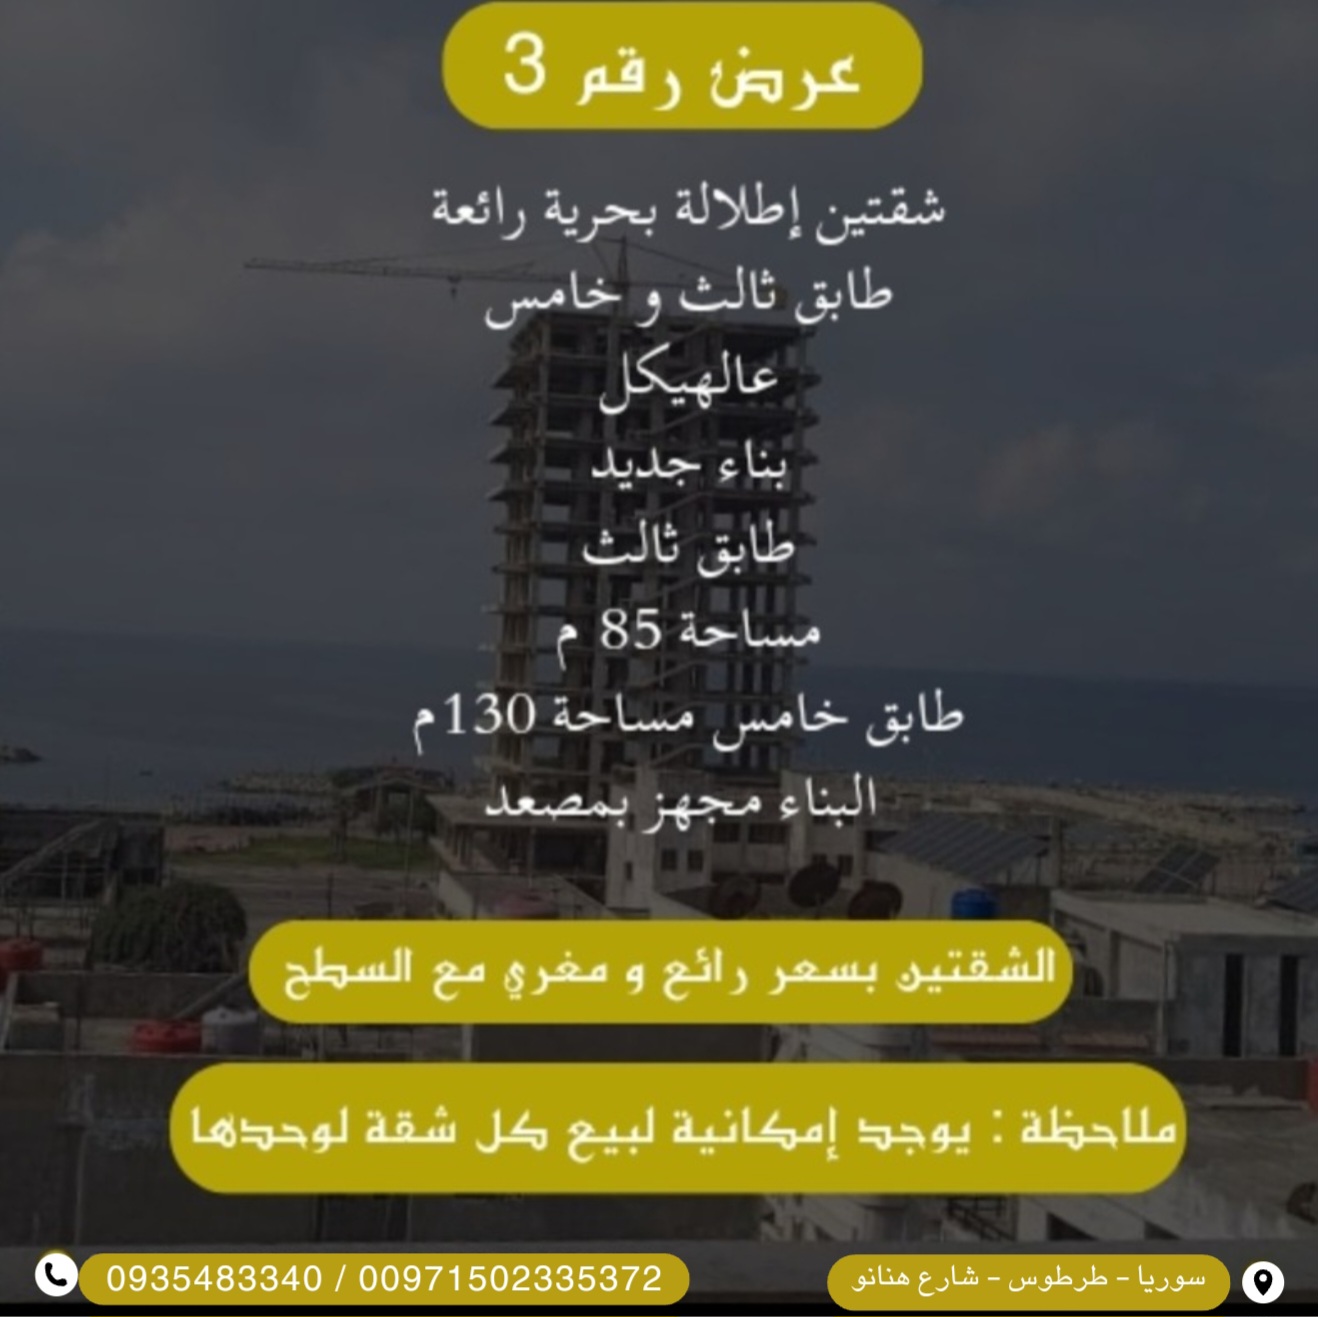 عرض رقم 3
شقتين إطلالة بحرية رائعة
طابق ثالث و خامس
عالهيكل
بناء جديد
طابق ثالث
مساحة 85 م
طابق خامس مساحة 130م
البناء مجهز بمصعد
الشقتين بسعر رائع و مغري مع السطح
ملاحظة : يوجد إمكانية لبيع كل شقة لوحدها
سوريا - طرطوس - شارع هنانو
0935483340 / 00971502335372